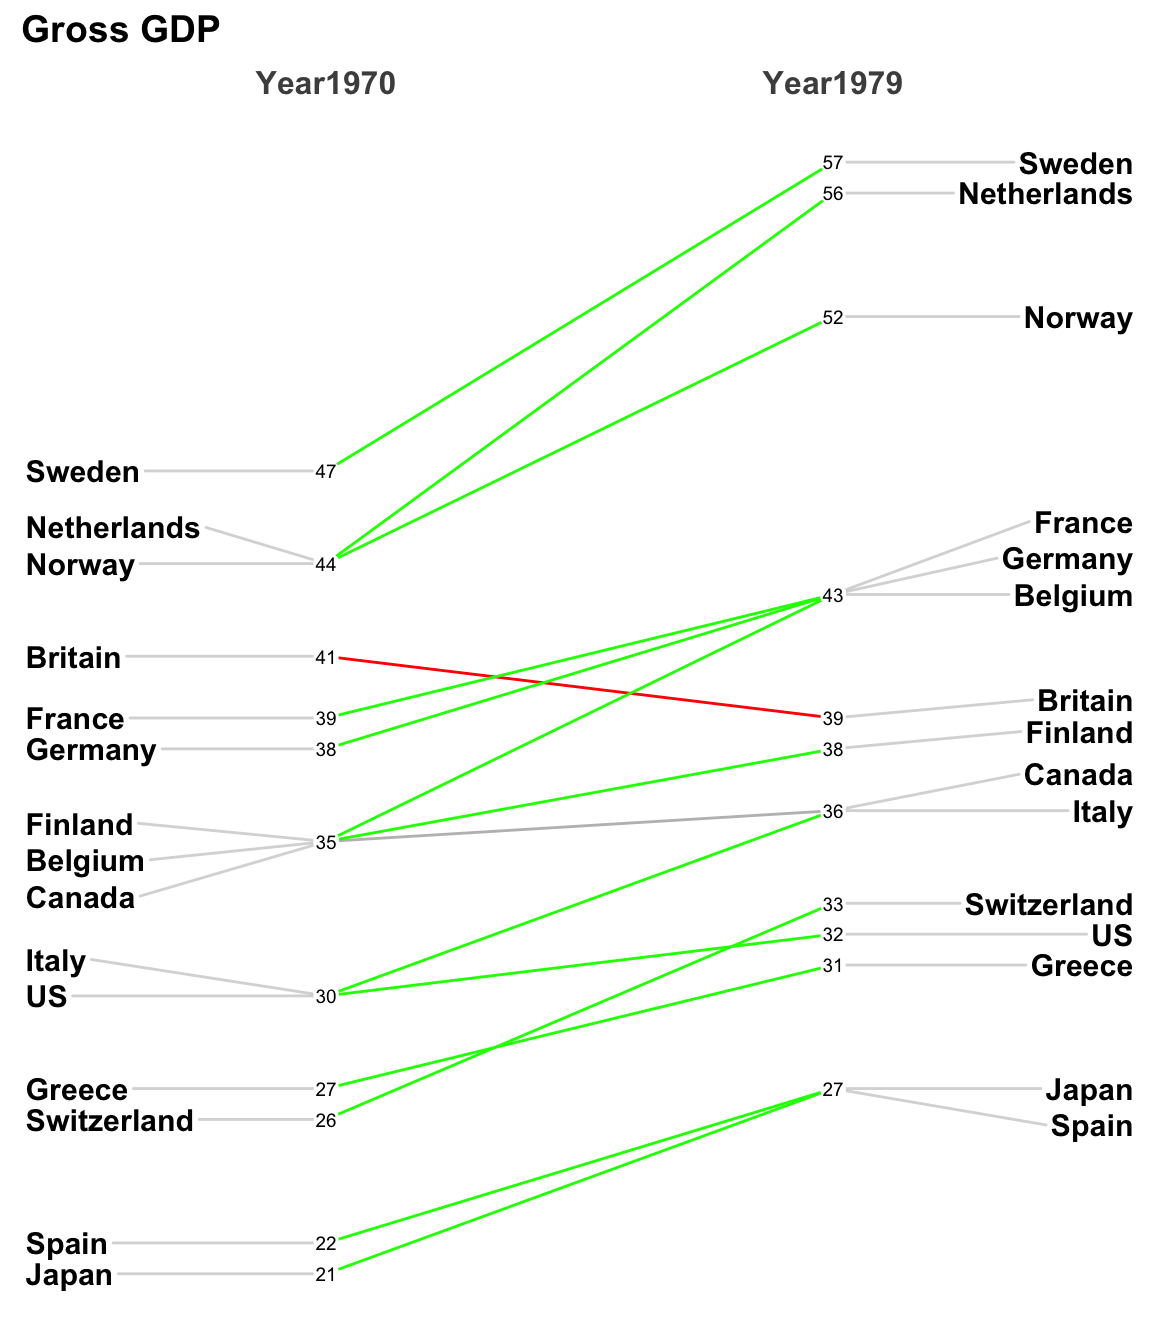 Gross GDP
Year1970 Year1979
57 Sweden
56 Netherlands
52 Norway
Sweden 47
Netherlands
Norway 44
France
Germany
43 Belgium
Britain 41
France 39
Germany 38
39 Britain
38 Finland
Canada
36 Italy
Finland
35
Belgium
Canada
33 Switzerland
32 US
31 Greece
Italy
US 30
Greece 27
Switzerland 26
27 Japan
Spain
Spain 22
Japan 21